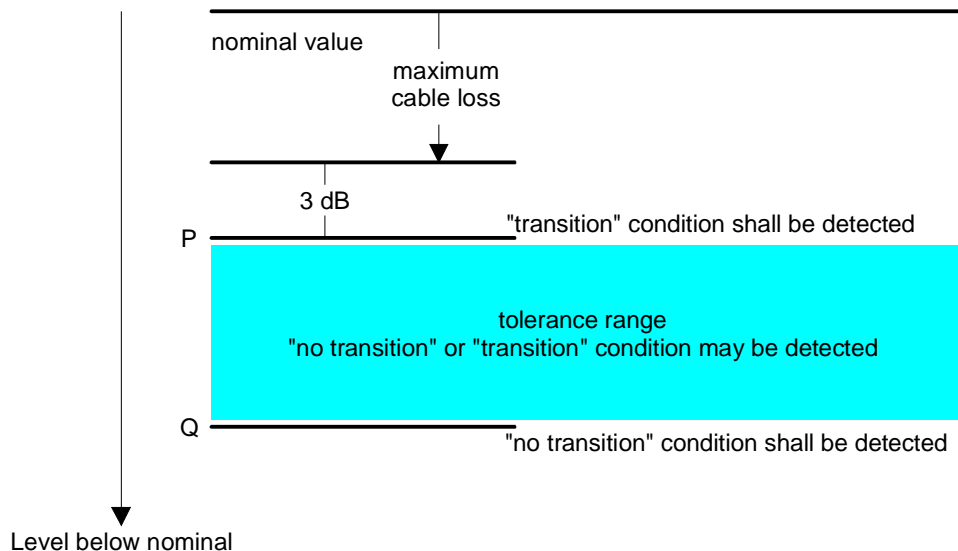 nominal value
maximum
cable loss
3 dB
P
"transition" condition shall be detected
tolerance range
"no transition" or "transition" condition may be detected
Q
"no transition" condition shall be detected
Level below nominal